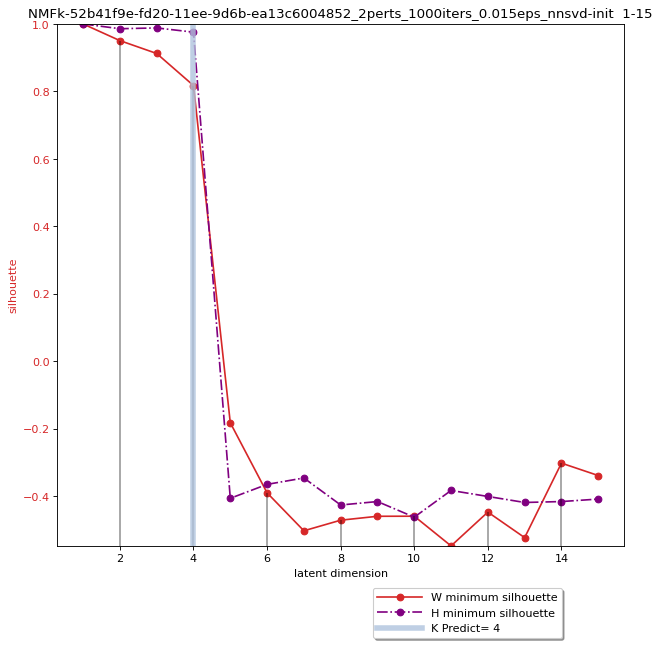 NMFk-52b41f9e-fd20-11ee-9d6b-ea13c6004852_2perts_1000iters_0.015eps_nnsvd-init  1-15
1.0
0.8
0.6
0.4
0.2
0.0
−0.2
−0.4
silhouette
2 4 6 8 10 12 14
latent dimension
W minimum silhouette
H minimum silhouette
K Predict= 4